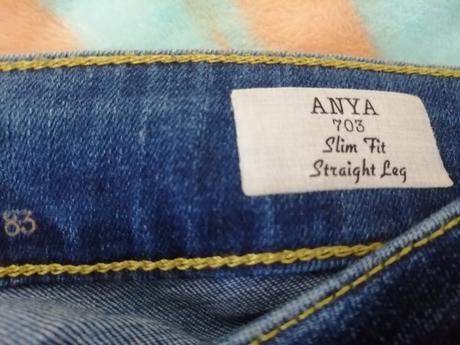 ANYA
703
Slim Fit
Straight Leg
83